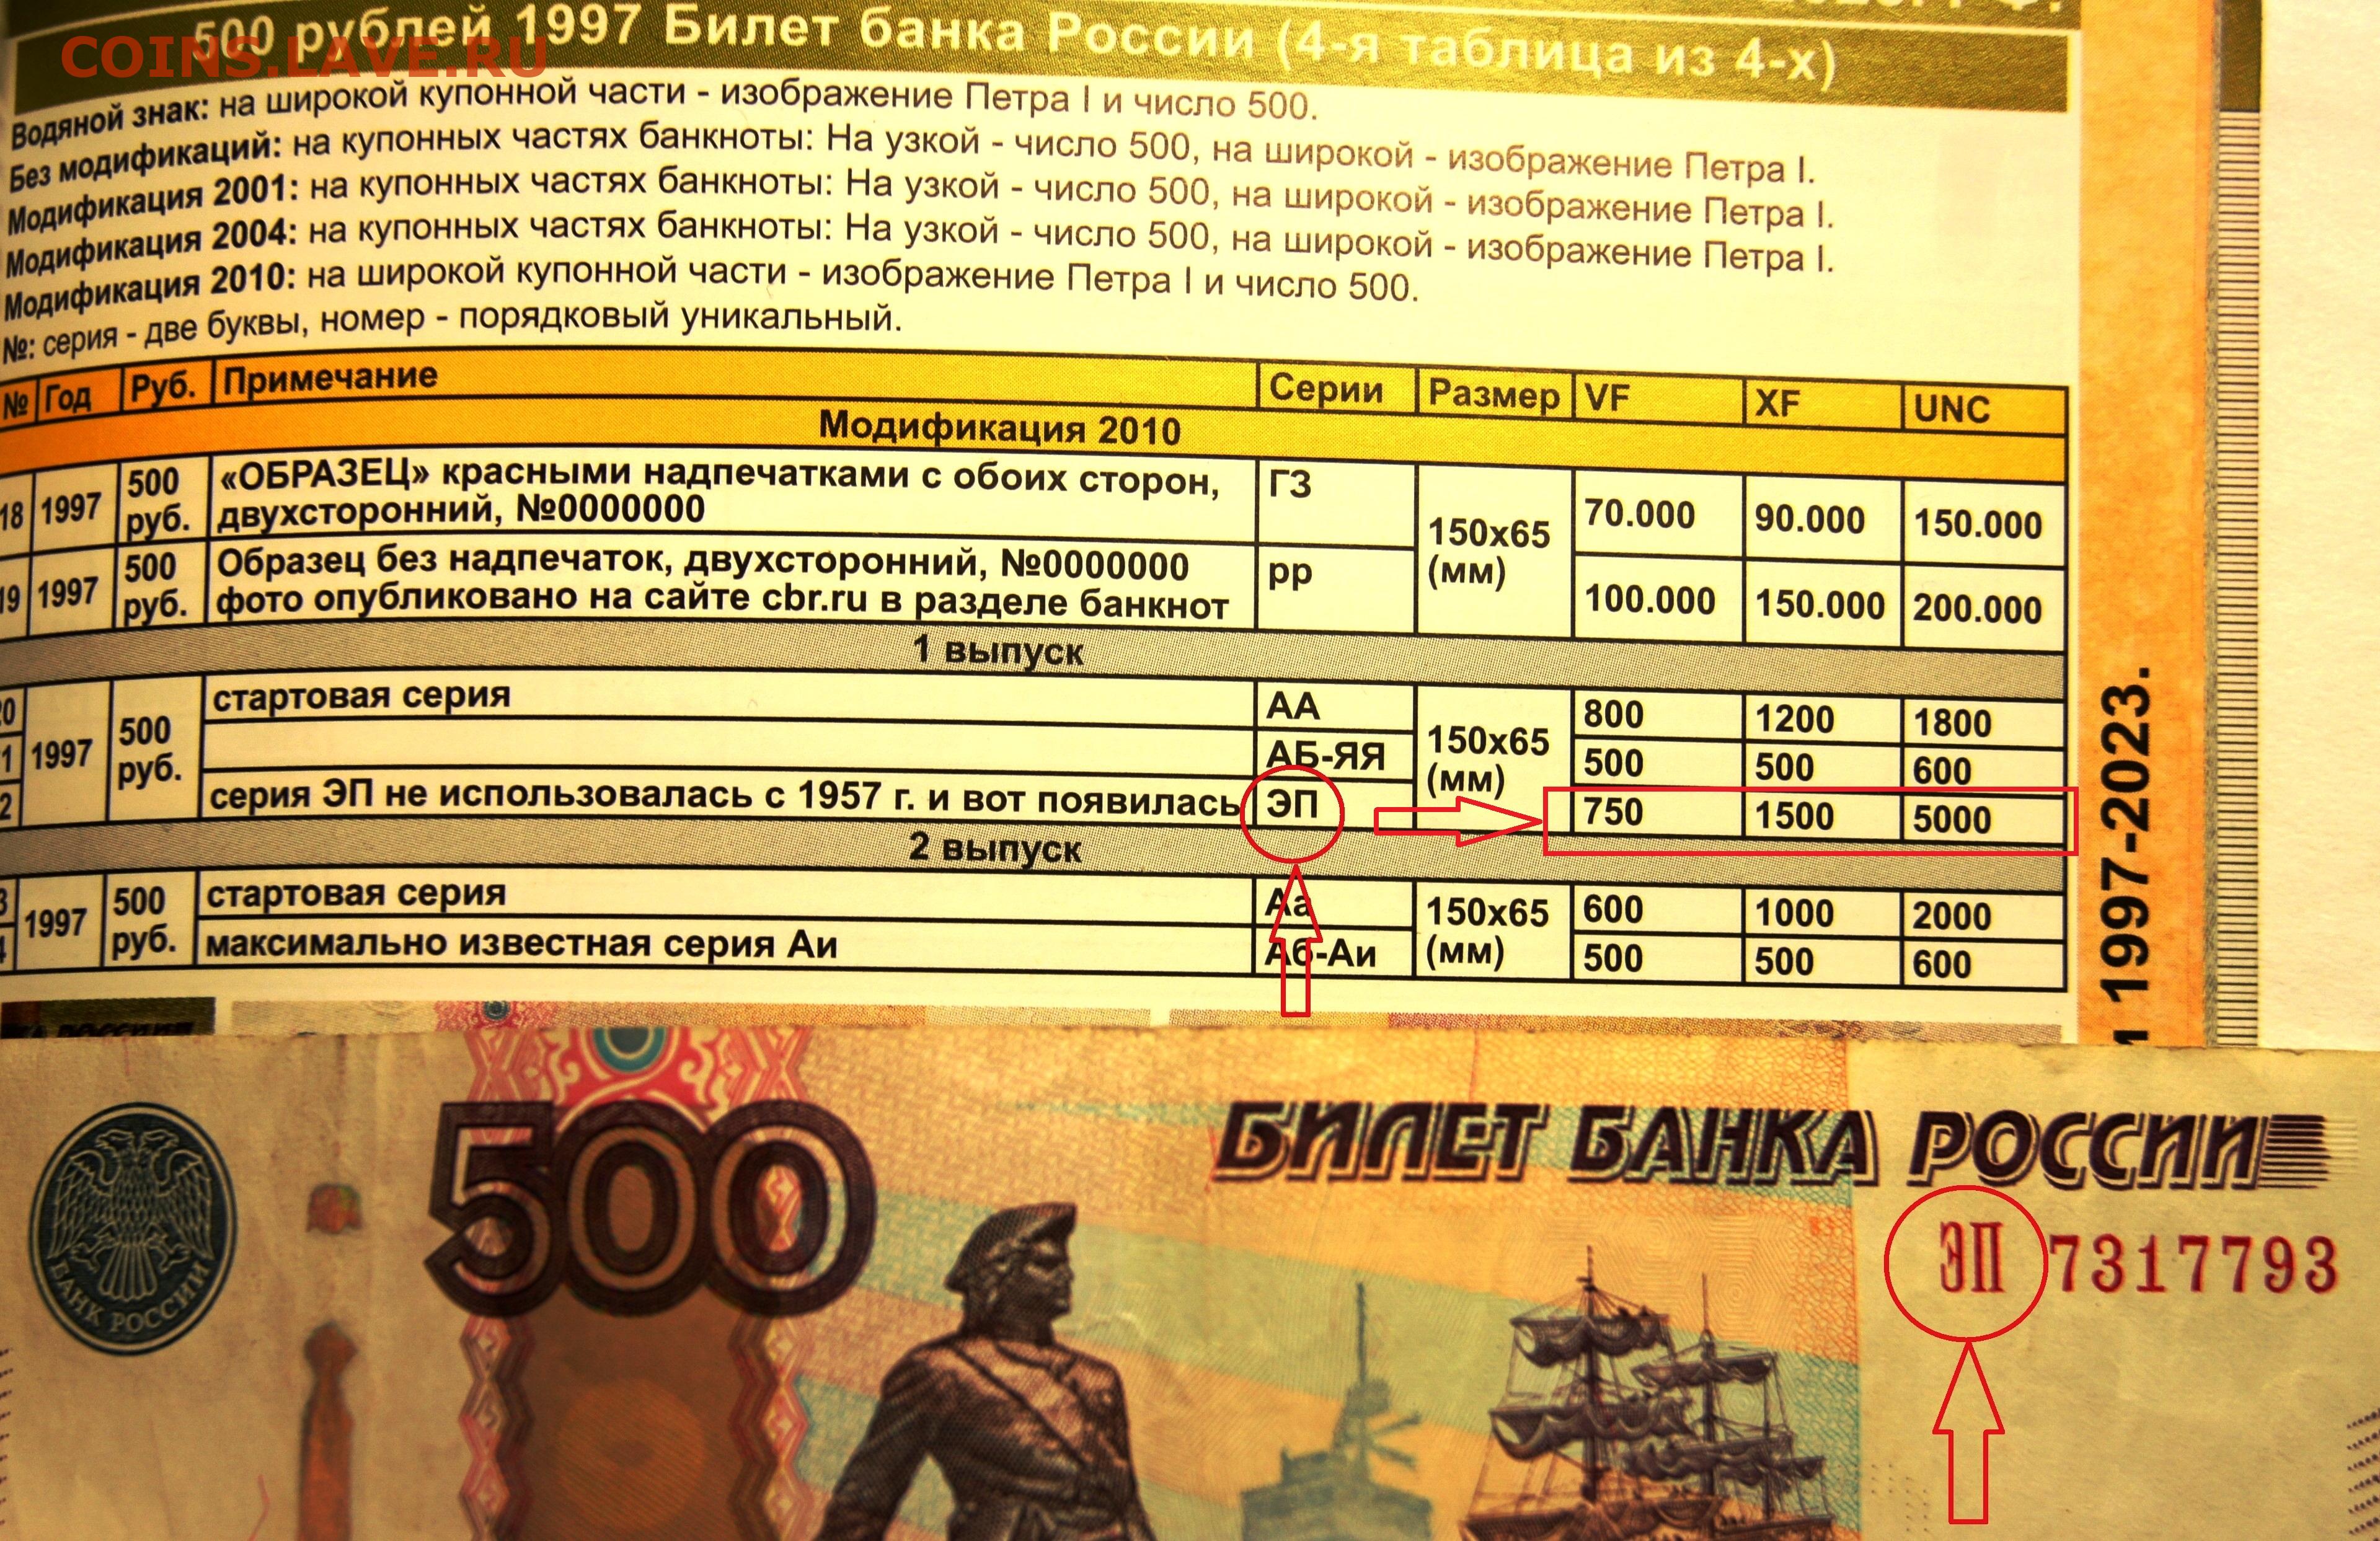 COINS.LAVE.RU
500 рублей 1997 Билет банка России (4-я таблица из 4-х)
Водяной знак: на широкой купонной части - изображение Петра I и число 500.
Без модификаций: на купонных частях банкноты: На узкой - число 500, на широкой - изображение Петра I.
Модификация 2001: на купонных частях банкноты: На узкой - число 500, на широкой - изображение Петра I.
Модификация 2004: на купонных частях банкноты: На узкой - число 500, на широкой - изображение Петра I.
Модификация 2010: на широкой купонной части - изображение Петра I и число 500.
№: серия - две буквы, номер - порядковый уникальный.
№ Год Руб. Примечание Серии Размер VF XF UNC
Модификация 2010
18 1997 500 руб. «ОБРАЗЕЦ» красными надпечатками с обоих сторон, ГЗ 70.000 90.000 150.000
двухсторонний, №0000000
150x65 (мм)
19 1997 500 руб. Образец без надпечаток, двухсторонний, №0000000 рр 100.000 150.000 200.000
фото опубликовано на сайте cbr.ru в разделе банкнот
1 выпуск
0 стартовая серия АА 800 1200 1800
1 1997 500 руб. АБ-ЯЯ 150x65 (мм) 500 500 600
2 серия ЭП не использовалась с 1957 г. и вот появилась ЭП 750 1500 5000
2 выпуск
3 1997 500 руб. стартовая серия Аа 150x65 (мм) 600 1000 2000
4 максимально известная серия Аи Аб-Аи 500 500 600
1997-2023.
500
БИЛЕТ БАНКА РОССИИ
ЭП 7317793
БАНК РОССИИ